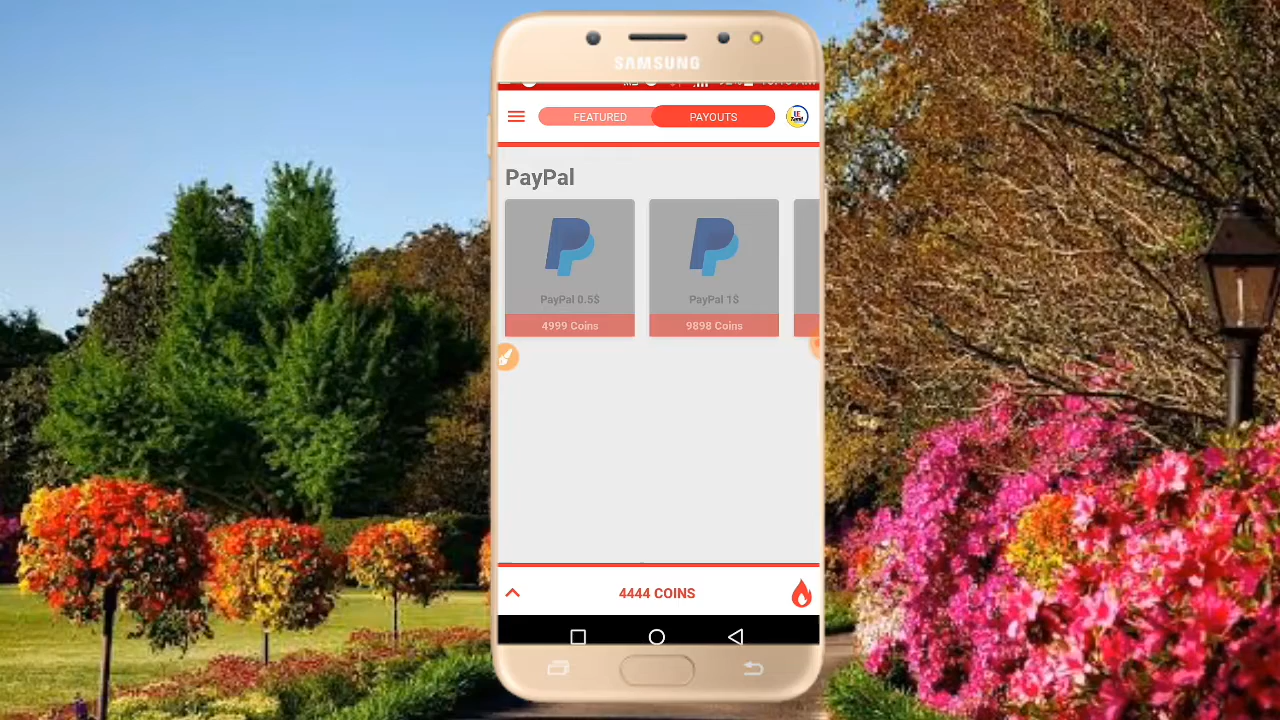 SAMSUNG
FEATURED
PAYOUTS
PayPal
PayPal 0.5$
PayPal 1$
4999 Coins
9898 Coins
4444 COINS